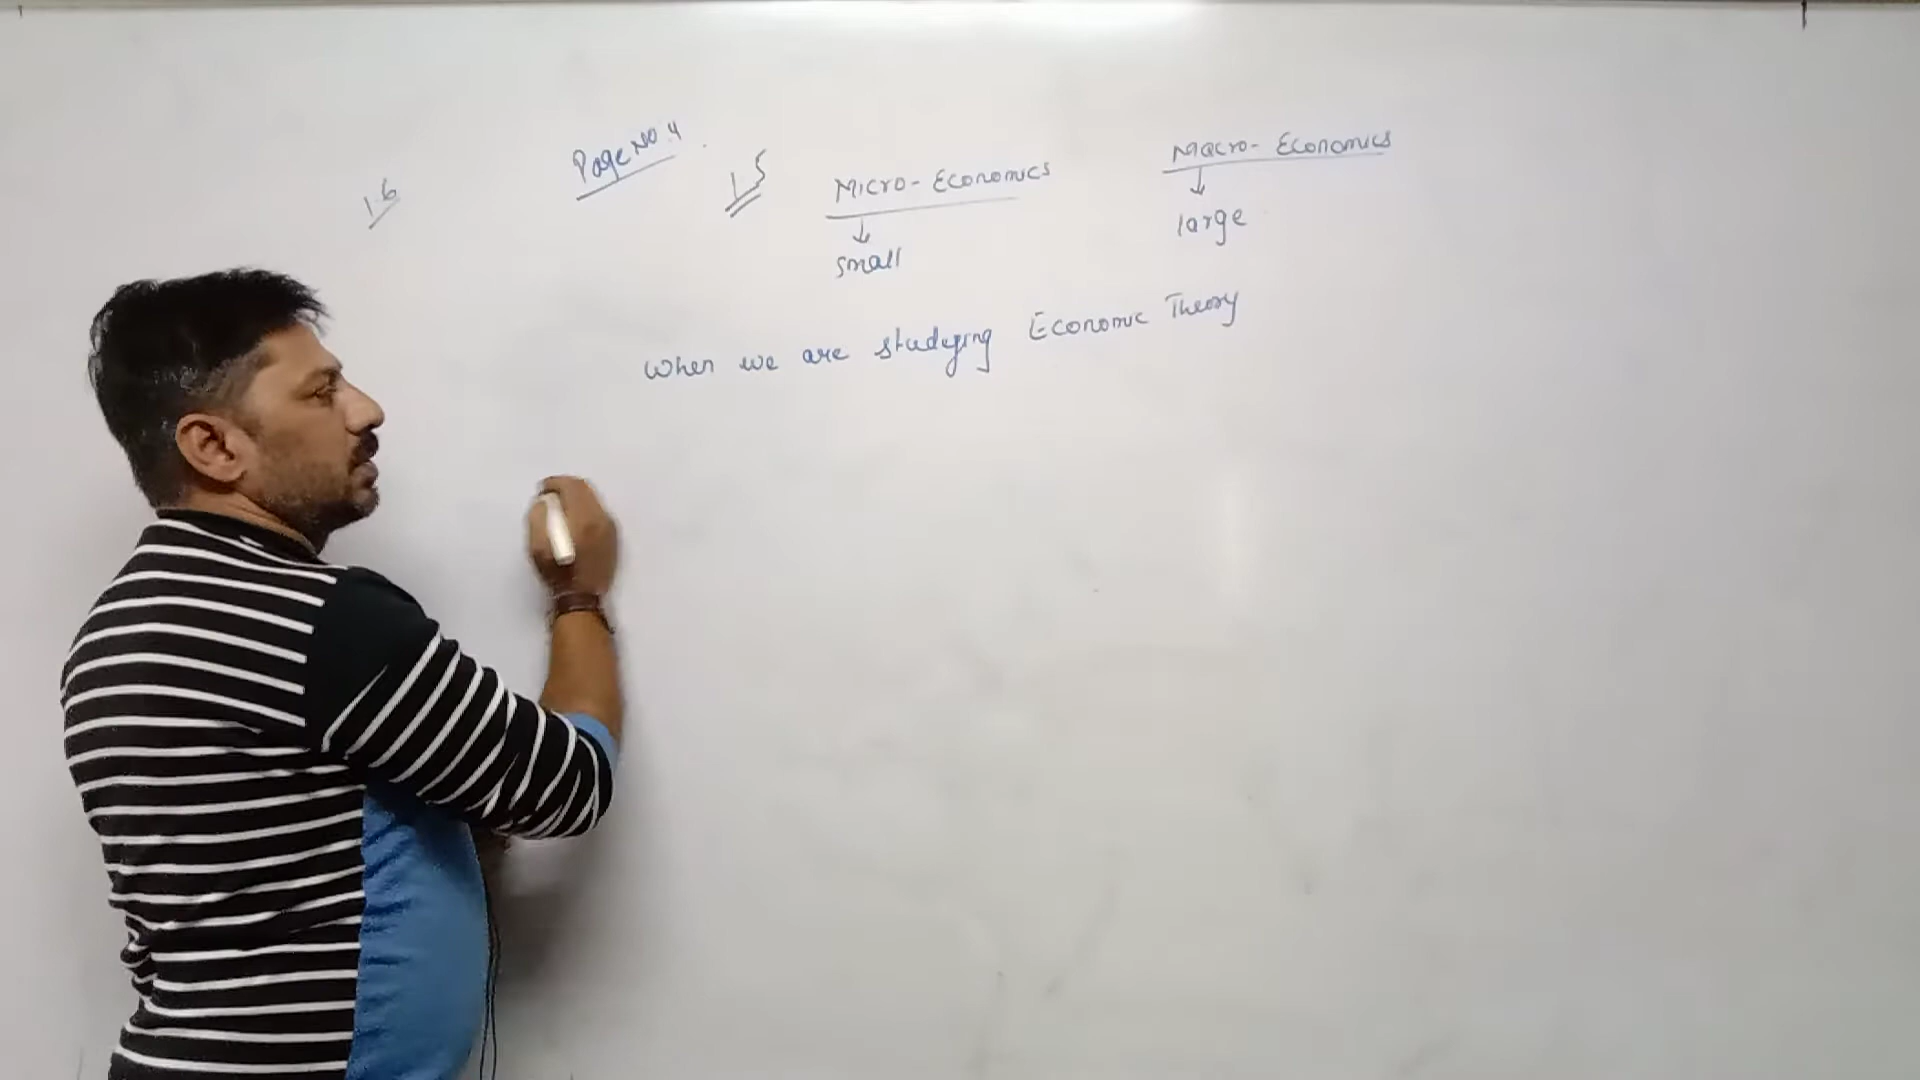 Page No. 4
1.6
1.5
Micro- Economics
Macro- Economics
small
large
When we are studying Economic Theory